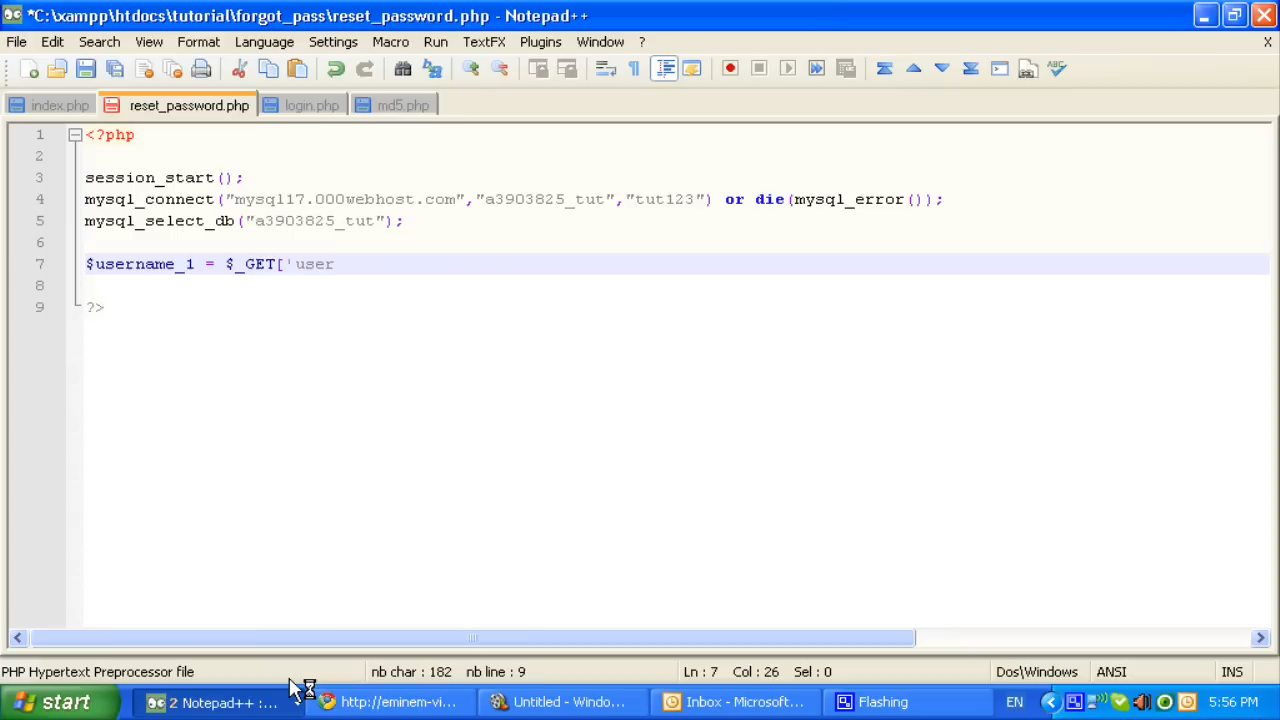 *C:\xampp\htdocs\tutorial\forgot_pass\reset_password.php - Notepad++
File Edit Search View Format Language Settings Macro Run TextFX Plugins Window ? X
index.php reset_password.php login.php md5.php
1 <?php
2
3 session_start();
4 mysql_connect("mysql17.000webhost.com","a3903825_tut","tut123") or die(mysql_error());
5 mysql_select_db("a3903825_tut");
6
7 $username_1 = $_GET['user
8
9 ?>
PHP Hypertext Preprocessor file nb char : 182 nb line : 9 Ln : 7 Col : 26 Sel : 0 Dos\Windows ANSI INS
start 2 Notepad++ :... http://eminem-vi... Untitled - Windo... Inbox - Microsoft... Flashing EN 5:56 PM